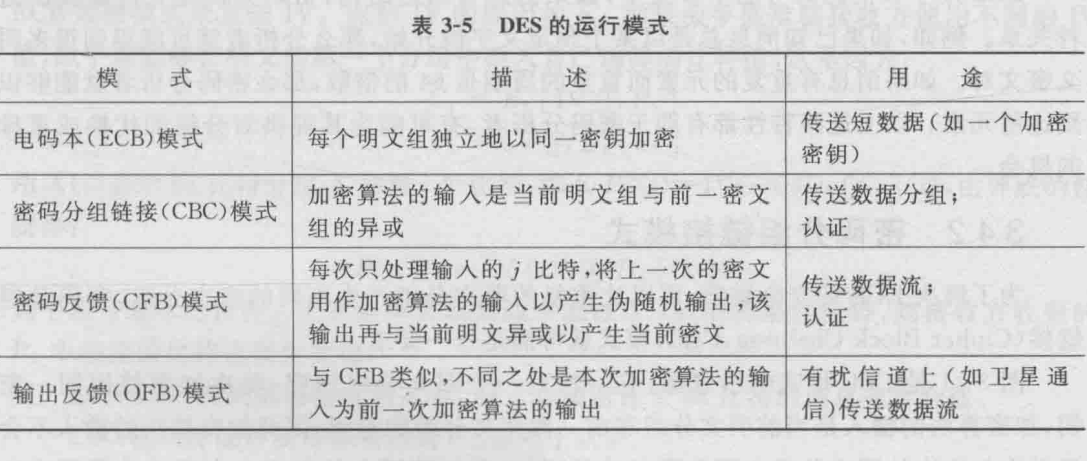 表 3-5 DES 的运行模式
模 式 描 述 用 途
电码本(ECB)模式 每个明文组独立地以同一密钥加密 传送短数据(如一个加密
密钥)
密码分组链接(CBC)模式 加密算法的输入是当前明文组与前一密文
组的异或 传送数据分组;
认证
密码反馈(CFB)模式 每次只处理输入的 j 比特,将上一次的密文
用作加密算法的输入以产生伪随机输出,该
输出再与当前明文异或以产生当前密文 传送数据流;
认证
输出反馈(OFB)模式 与 CFB 类似,不同之处是本次加密算法的输
入为前一次加密算法的输出 有扰信道上(如卫星通
信)传送数据流